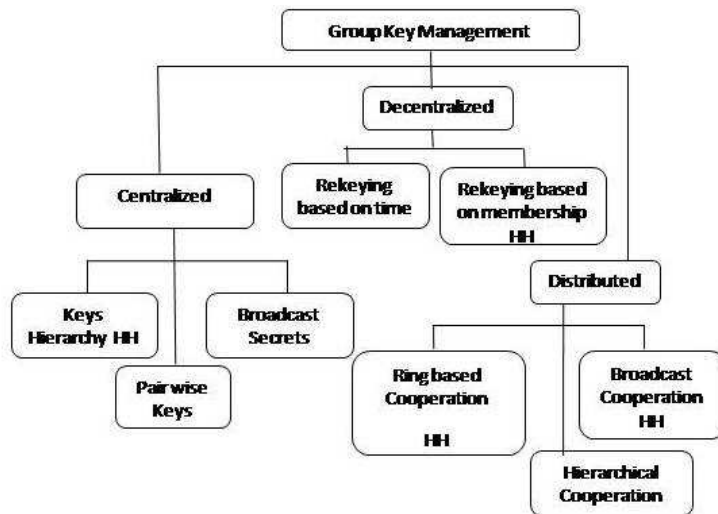 Group Key Management
Decentralized
Centralized
Rekeying
based on time
Rekeying based
on membership
HH
Distributed
Keys
Hierarchy HH
Broadcast
Secrets
Pair wise
Keys
Ring based
Cooperation
HH
Broadcast
Cooperation
HH
Hierarchical
Cooperation